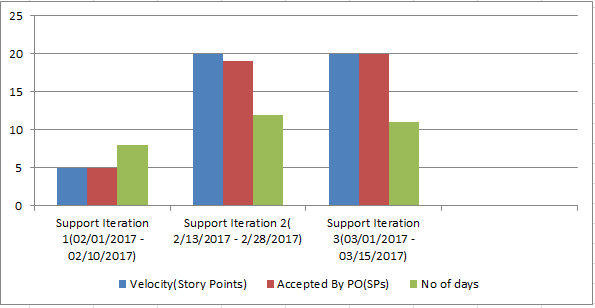 25
20
15
10
5
0
Support Iteration
1(02/01/2017 -
02/10/2017)
Support Iteration 2(
2/13/2017 - 2/28/2017)
Support Iteration
3(03/01/2017 -
03/15/2017)
Velocity(Story Points) Accepted By PO(SPs) No of days